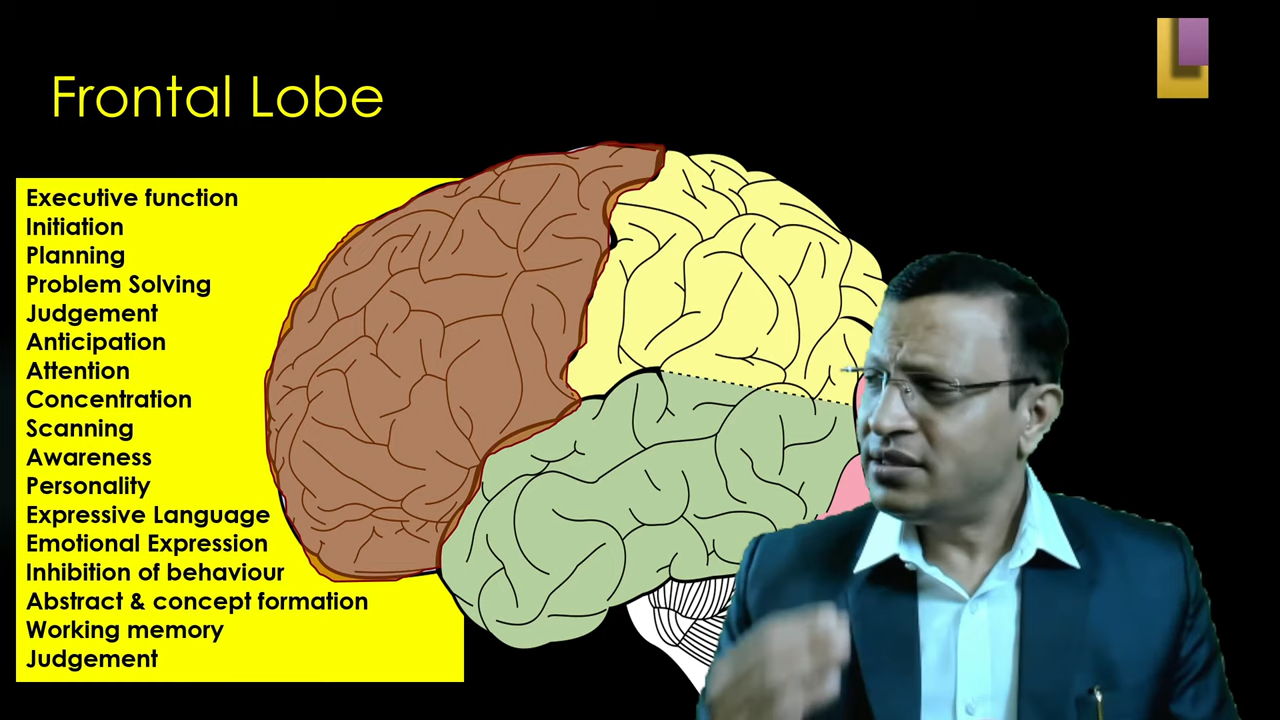 Frontal Lobe
Executive function
Initiation
Planning
Problem Solving
Judgement
Anticipation
Attention
Concentration
Scanning
Awareness
Personality
Expressive Language
Emotional Expression
Inhibition of behaviour
Abstract & concept formation
Working memory
Judgement